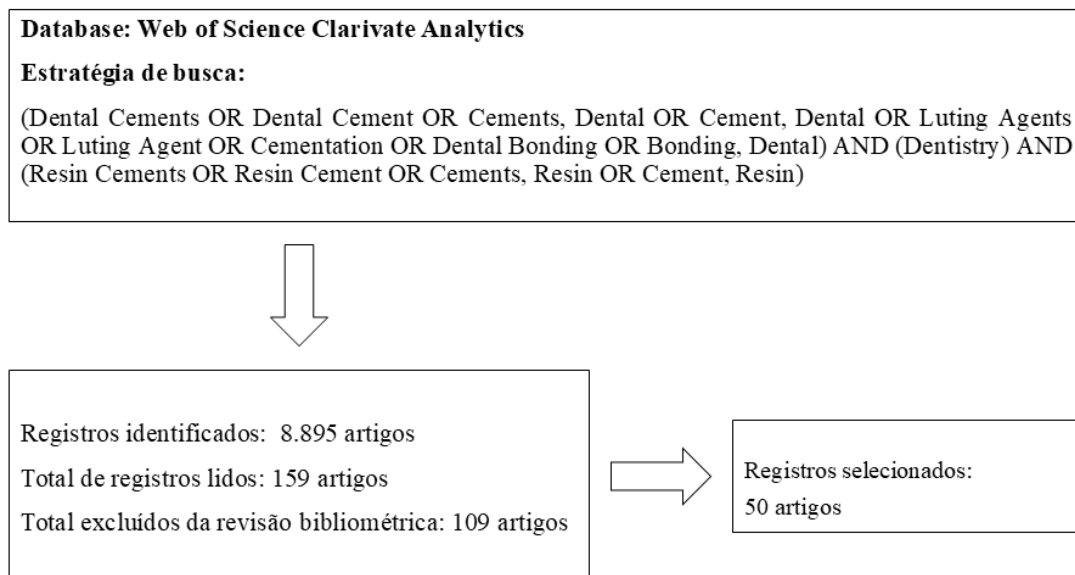 Database: Web of Science Clarivate Analytics
Estratégia de busca:
(Dental Cements OR Dental Cement OR Cements, Dental OR Cement, Dental OR Luting Agents
OR Luting Agent OR Cementation OR Dental Bonding OR Bonding, Dental) AND (Dentistry) AND
(Resin Cements OR Resin Cement OR Cements, Resin OR Cement, Resin)
Registros identificados: 8.895 artigos
Total de registros lidos: 159 artigos
Total excluídos da revisão bibliométrica: 109 artigos
Registros selecionados:
50 artigos